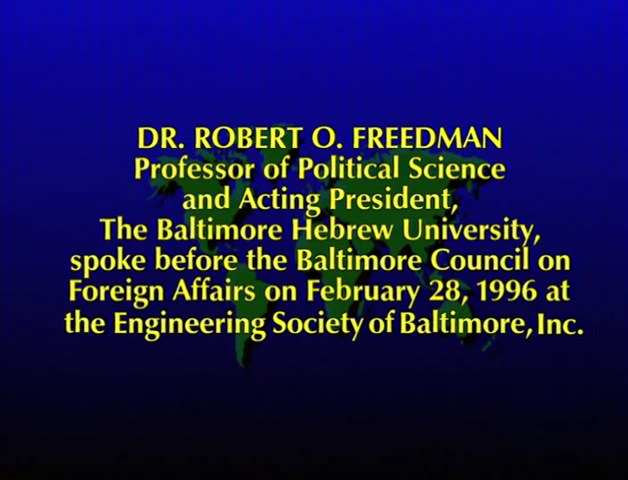 DR. ROBERT O. FREEDMAN
Professor of Political Science
and Acting President,
The Baltimore Hebrew University,
spoke before the Baltimore Council on
Foreign Affairs on February 28, 1996 at
the Engineering Society of Baltimore, Inc.